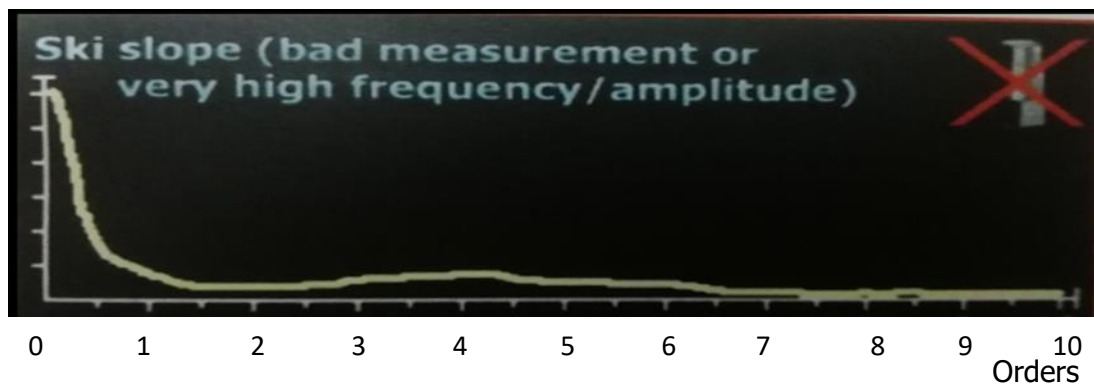 Ski slope (bad measurement or
very high frequency/amplitude)
0 1 2 3 4 5 6 7 8 9 10
Orders